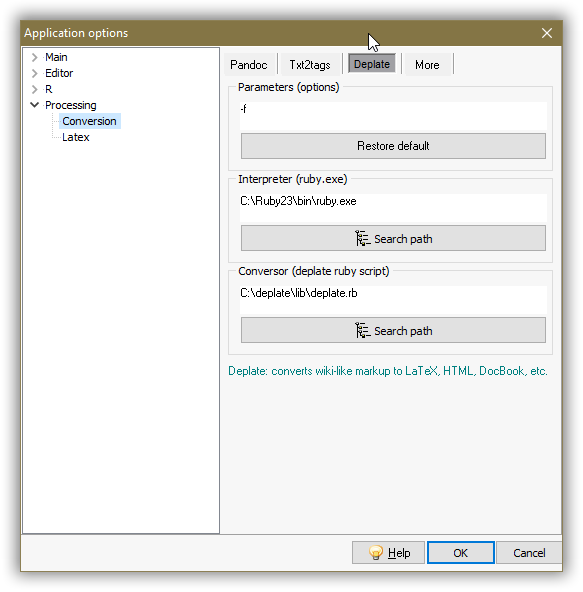 Application options
Main
Editor
R
Processing
Conversion
Latex
Pandoc
Txt2tags
Deplate
More
Parameters (options)
-f
Restore default
Interpreter (ruby.exe)
C:\Ruby23\bin\ruby.exe
Search path
Conversor (deplate ruby script)
C:\deplate\lib\deplate.rb
Search path
Deplate: converts wiki-like markup to LaTeX, HTML, DocBook, etc.
Help
OK
Cancel